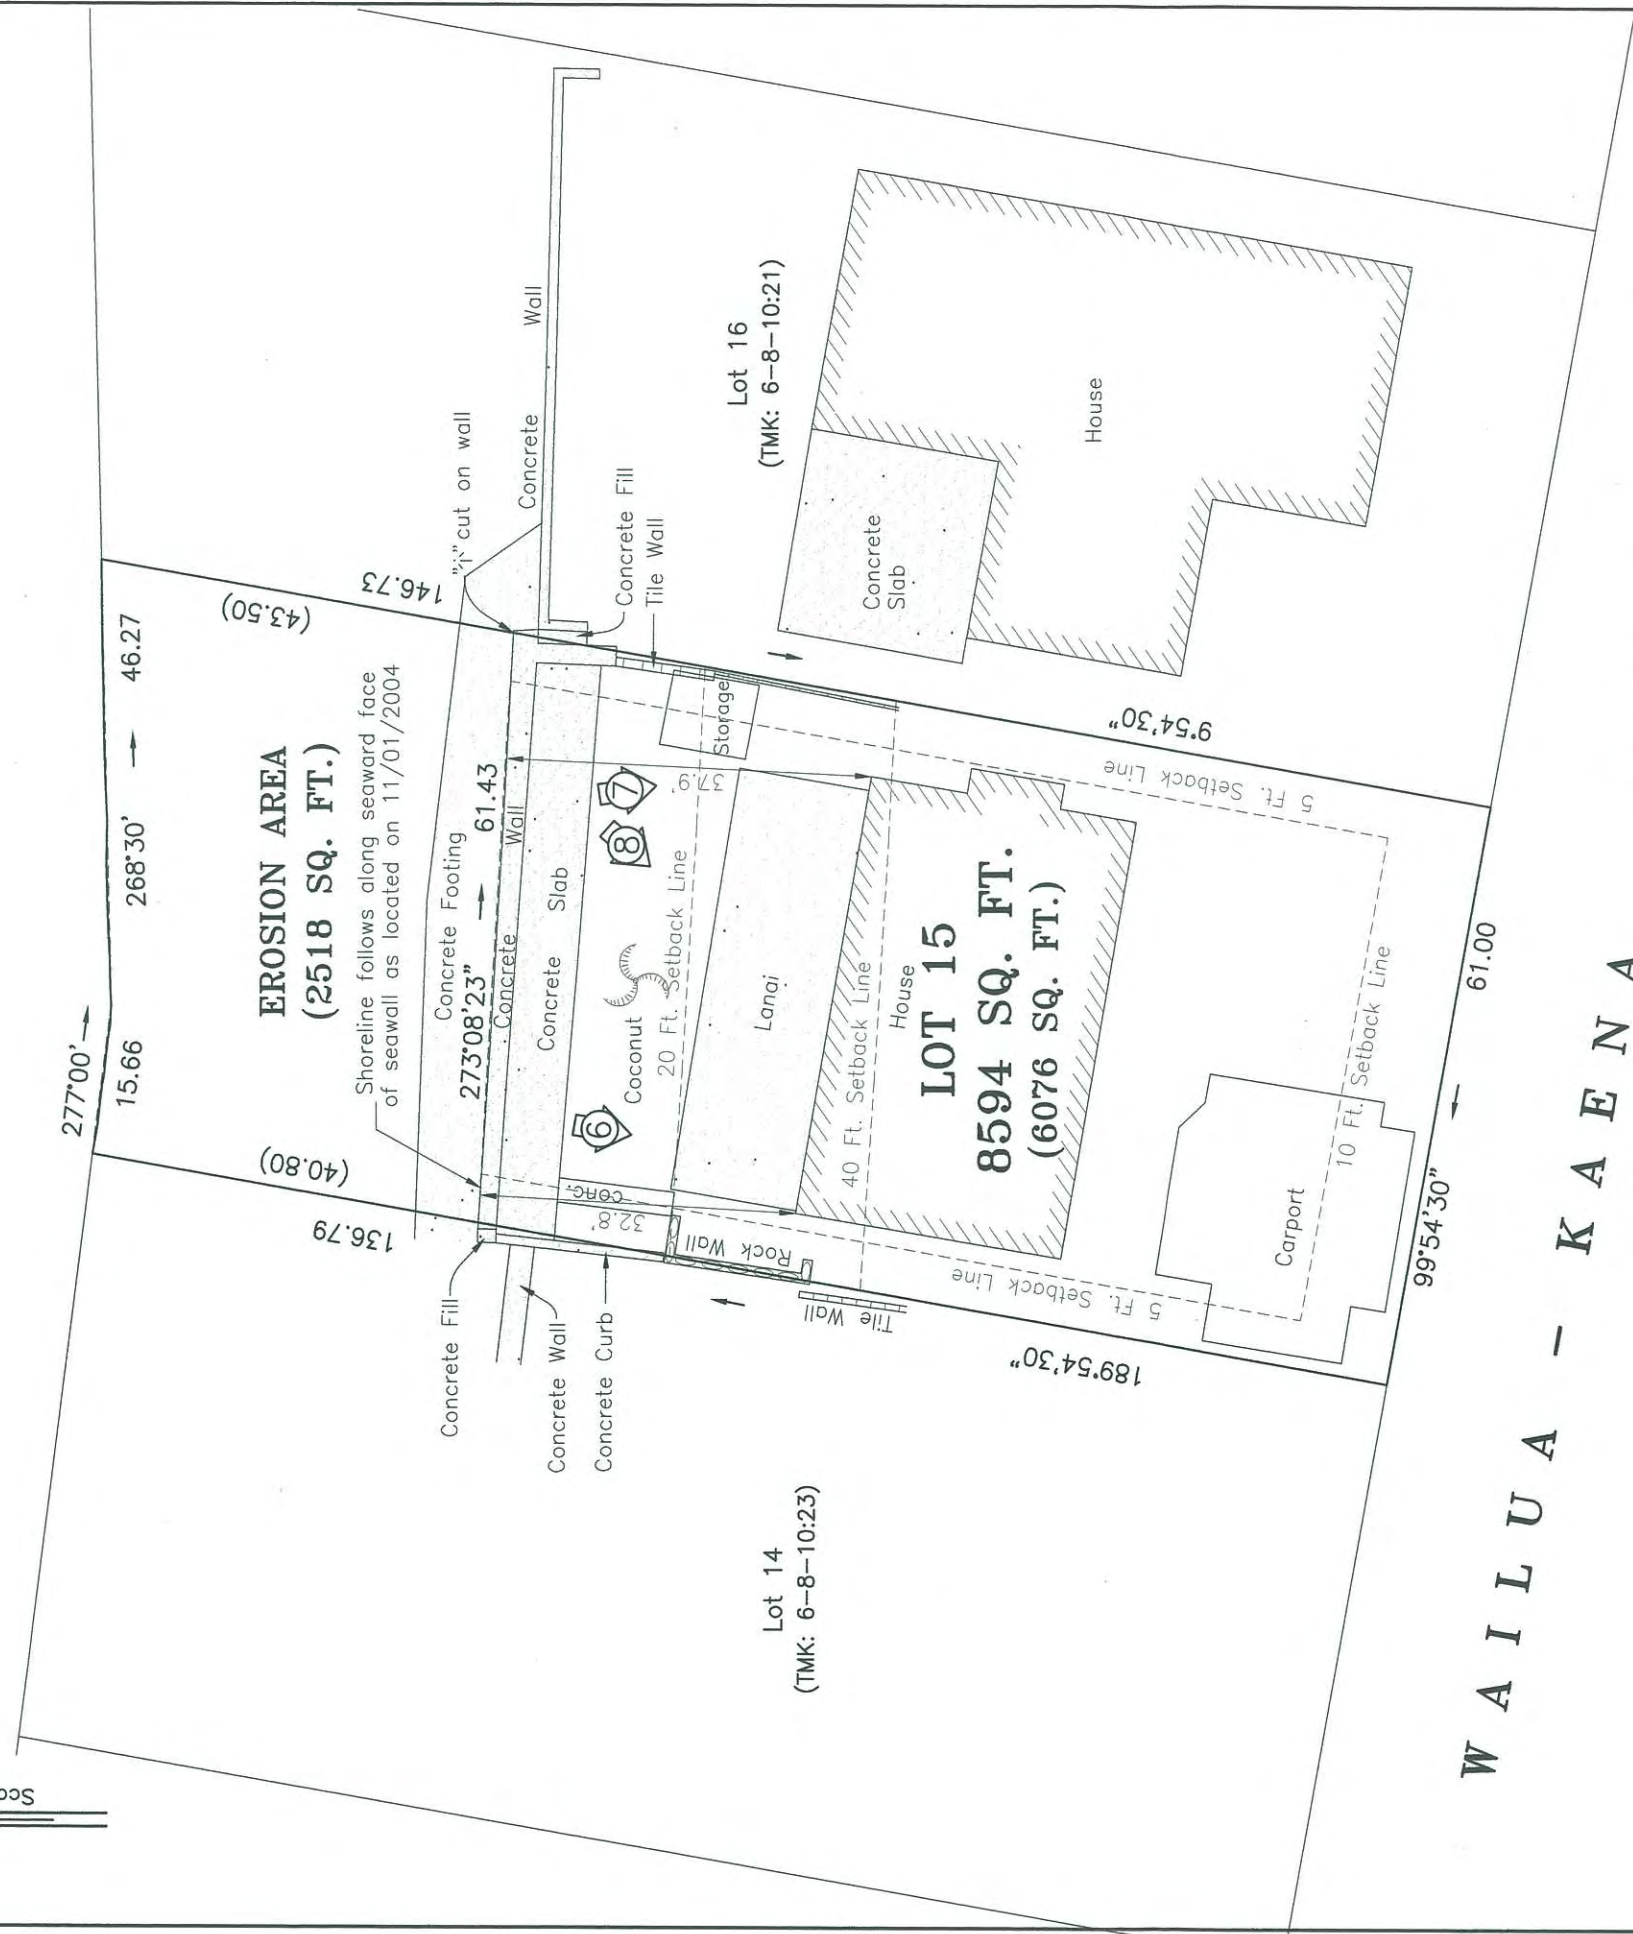 277°00'
15.66
268°30'
46.27
EROSION AREA
(2518 SQ. FT.)
Shoreline follows along seaward face
of seawall as located on 11/01/2004
(40.80)
136.79
(43.50)
146.73
cut on wall
Concrete Wall
Concrete Footing
273°08'23"
61.43
Concrete Wall
Concrete Slab
Concrete Fill
Tile Wall
Concrete Fill
Concrete Wall
Concrete Curb
Coconut
20 Ft. Setback Line
6
8
7
Storage
37.9'
Conc.
32.8'
Rock Wall
Tile Wall
Lanai
40 Ft. Setback Line
House
LOT 15
8594 SQ. FT.
(6076 SQ. FT.)
5 Ft. Setback Line
5 Ft. Setback Line
10 Ft. Setback Line
Carport
9°54'30"
189°54'30"
99°54'30"
61.00
Lot 16
(TMK: 6-8-10:21)
Concrete
Slab
House
Lot 14
(TMK: 6-8-10:23)
WAILUA - KAENA